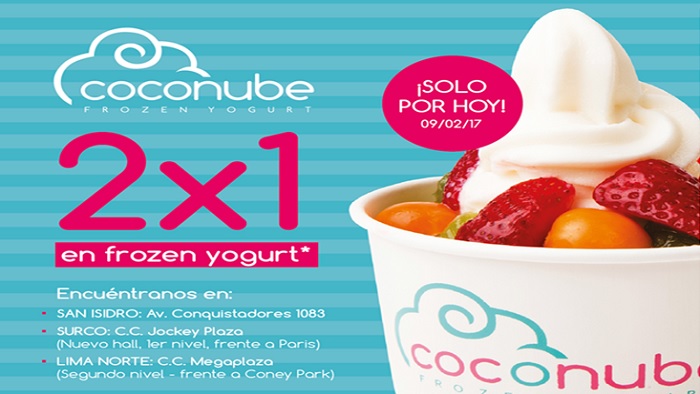 coconube
FROZEN YOGURT
¡SOLO
POR HOY!
09/02/17
2x1
en frozen yogurt*
Encuéntranos en:
• SAN ISIDRO: Av. Conquistadores 1083
• SURCO: C.C. Jockey Plaza
(Nuevo hall, 1er nivel, frente a Paris)
• LIMA NORTE: C.C. Megaplaza
(Segundo nivel - frente a Coney Park)
coconube